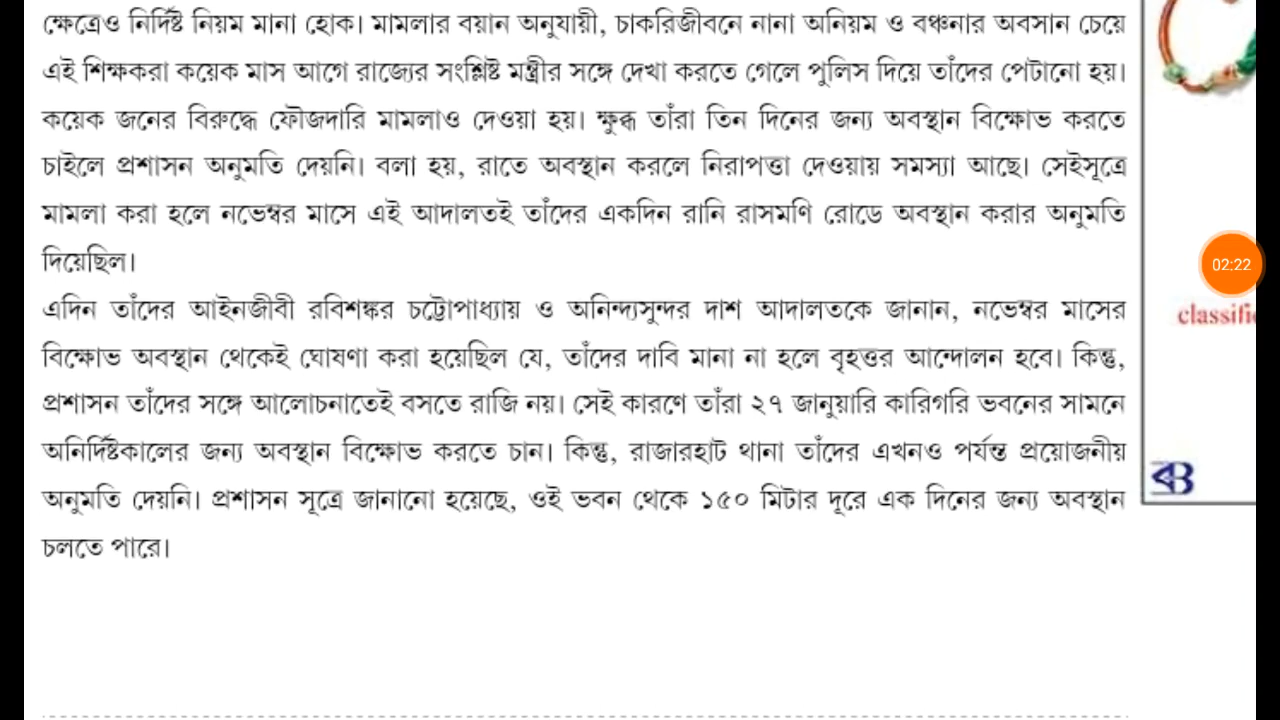 ক্ষেত্রেও নির্দিষ্ট নিয়ম মানা হোক। মামলার বয়ান অনুযায়ী, চাকরিজীবনে নানা অনিয়ম ও বঞ্চনার অবসান চেয়ে
এই শিক্ষকরা কয়েক মাস আগে রাজ্যের সংশ্লিষ্ট মন্ত্রীর সঙ্গে দেখা করতে গেলে পুলিস দিয়ে তাঁদের পেটানো হয়।
কয়েক জনের বিরুদ্ধে ফৌজদারি মামলাও দেওয়া হয়। ক্ষুব্ধ তাঁরা তিন দিনের জন্য অবস্থান বিক্ষোভ করতে
চাইলে প্রশাসন অনুমতি দেয়নি। বলা হয়, রাতে অবস্থান করলে নিরাপত্তা দেওয়ায় সমস্যা আছে। সেইসূত্রে
মামলা করা হলে নভেম্বর মাসে এই আদালতই তাঁদের একদিন রানি রাসমণি রোডে অবস্থান করার অনুমতি
দিয়েছিল।
এদিন তাঁদের আইনজীবী রবিশঙ্কর চট্টোপাধ্যায় ও অনিন্দ্যসুন্দর দাশ আদালতকে জানান, নভেম্বর মাসের
বিক্ষোভ অবস্থান থেকেই ঘোষণা করা হয়েছিল যে, তাঁদের দাবি মানা না হলে বৃহত্তর আন্দোলন হবে। কিন্তু,
প্রশাসন তাঁদের সঙ্গে আলোচনাতেই বসতে রাজি নয়। সেই কারণে তাঁরা ২৭ জানুয়ারি কারিগরি ভবনের সামনে
অনির্দিষ্টকালের জন্য অবস্থান বিক্ষোভ করতে চান। কিন্তু, রাজারহাট থানা তাঁদের এখনও পর্যন্ত প্রয়োজনীয়
অনুমতি দেয়নি। প্রশাসন সূত্রে জানানো হয়েছে, ওই ভবন থেকে ১৫০ মিটার দূরে এক দিনের জন্য অবস্থান
চলতে পারে।
02:22
classifie